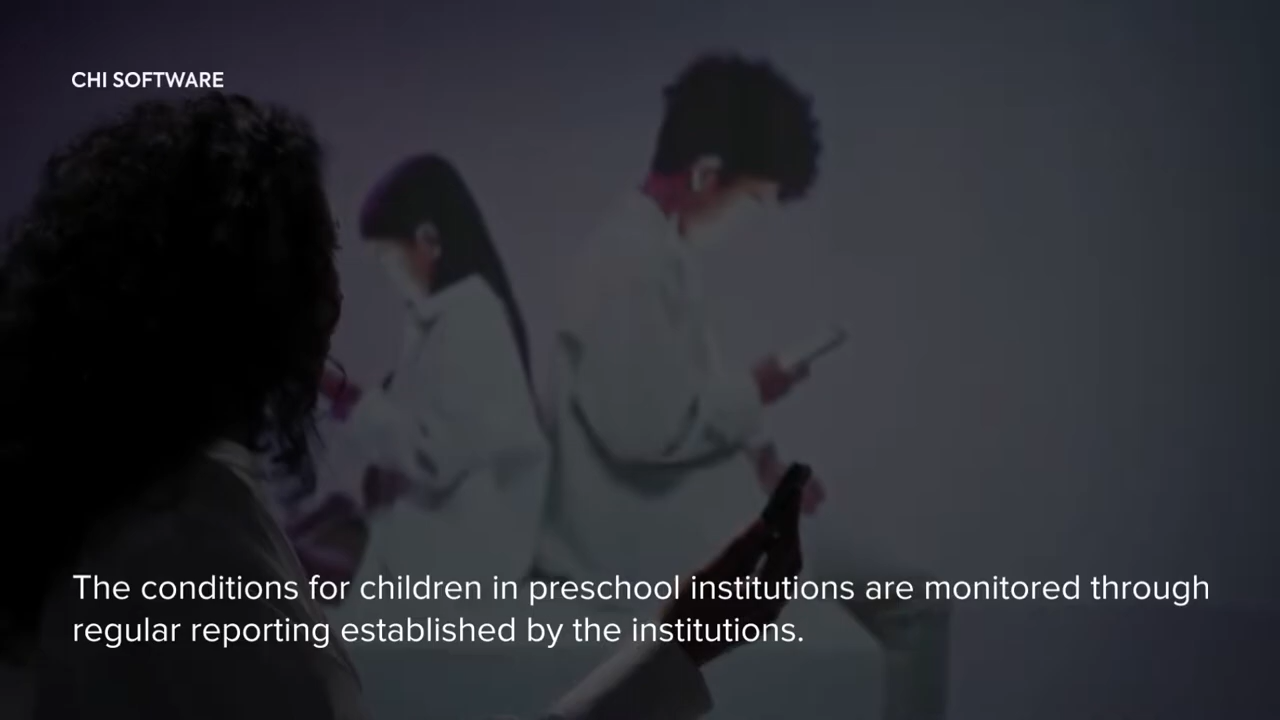 CHI SOFTWARE
The conditions for children in preschool institutions are monitored through
regular reporting established by the institutions.